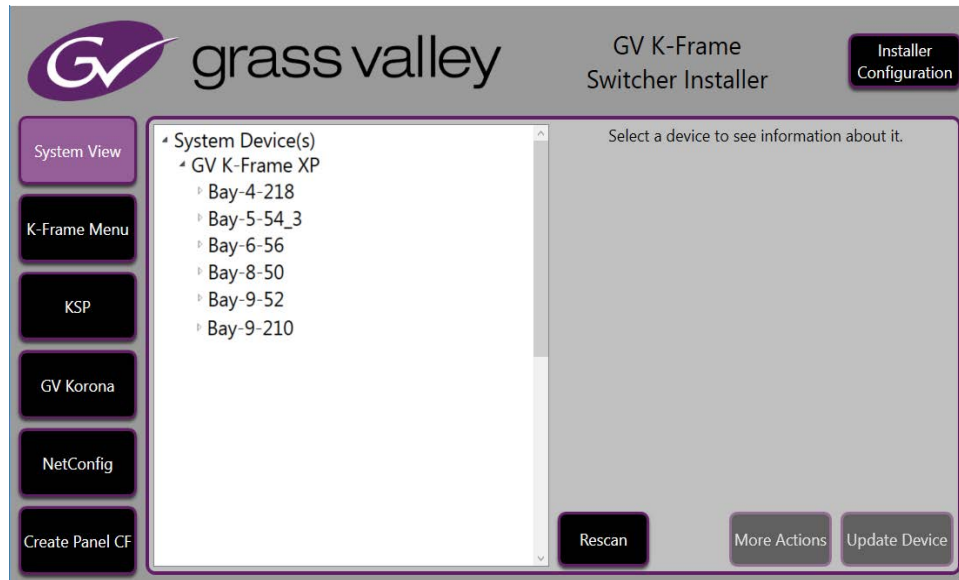 GV grass valley
GV K-Frame
Switcher Installer
Installer
Configuration
System View
K-Frame Menu
KSP
GV Korona
NetConfig
Create Panel CF
System Device(s)
GV K-Frame XP
Bay-4-218
Bay-5-54_3
Bay-6-56
Bay-8-50
Bay-9-52
Bay-9-210
Select a device to see information about it.
Rescan
More Actions
Update Device